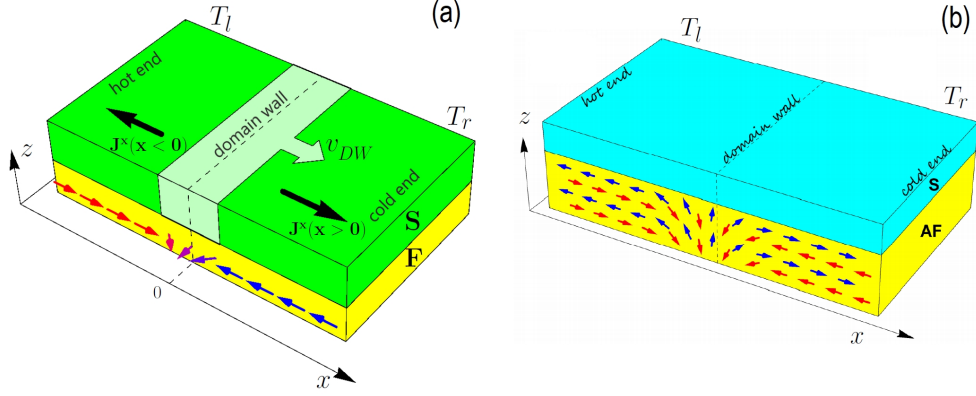 (a)
T_l
hot end
J^x(x < 0)
domain wall
v_DW
T_r
J^x(x > 0)
cold end
S
F
z
0
x
(b)
T_l
hot end
domain wall
T_r
cold end
S
AF
z
x